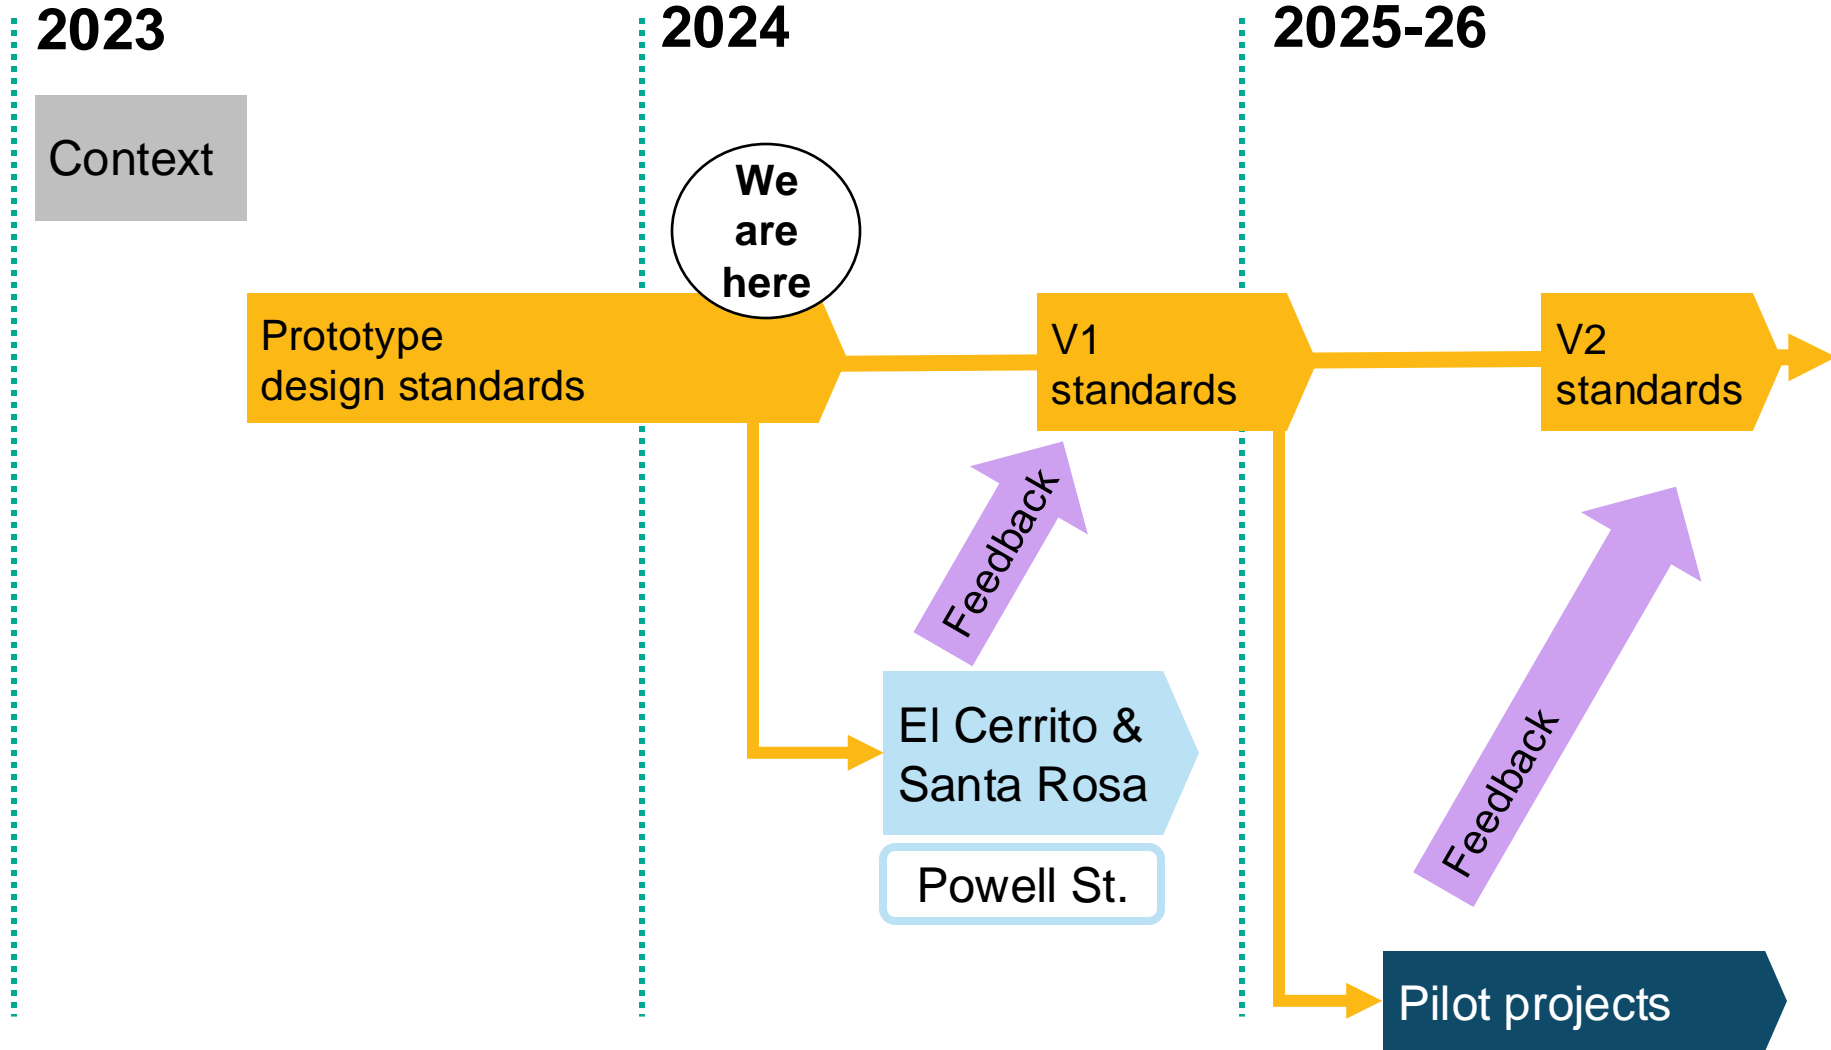 2023
2024
2025-26
Context
We
are
here
Prototype
design standards
V1
standards
V2
standards
Feedback
El Cerrito &
Santa Rosa
Powell St.
Feedback
Pilot projects